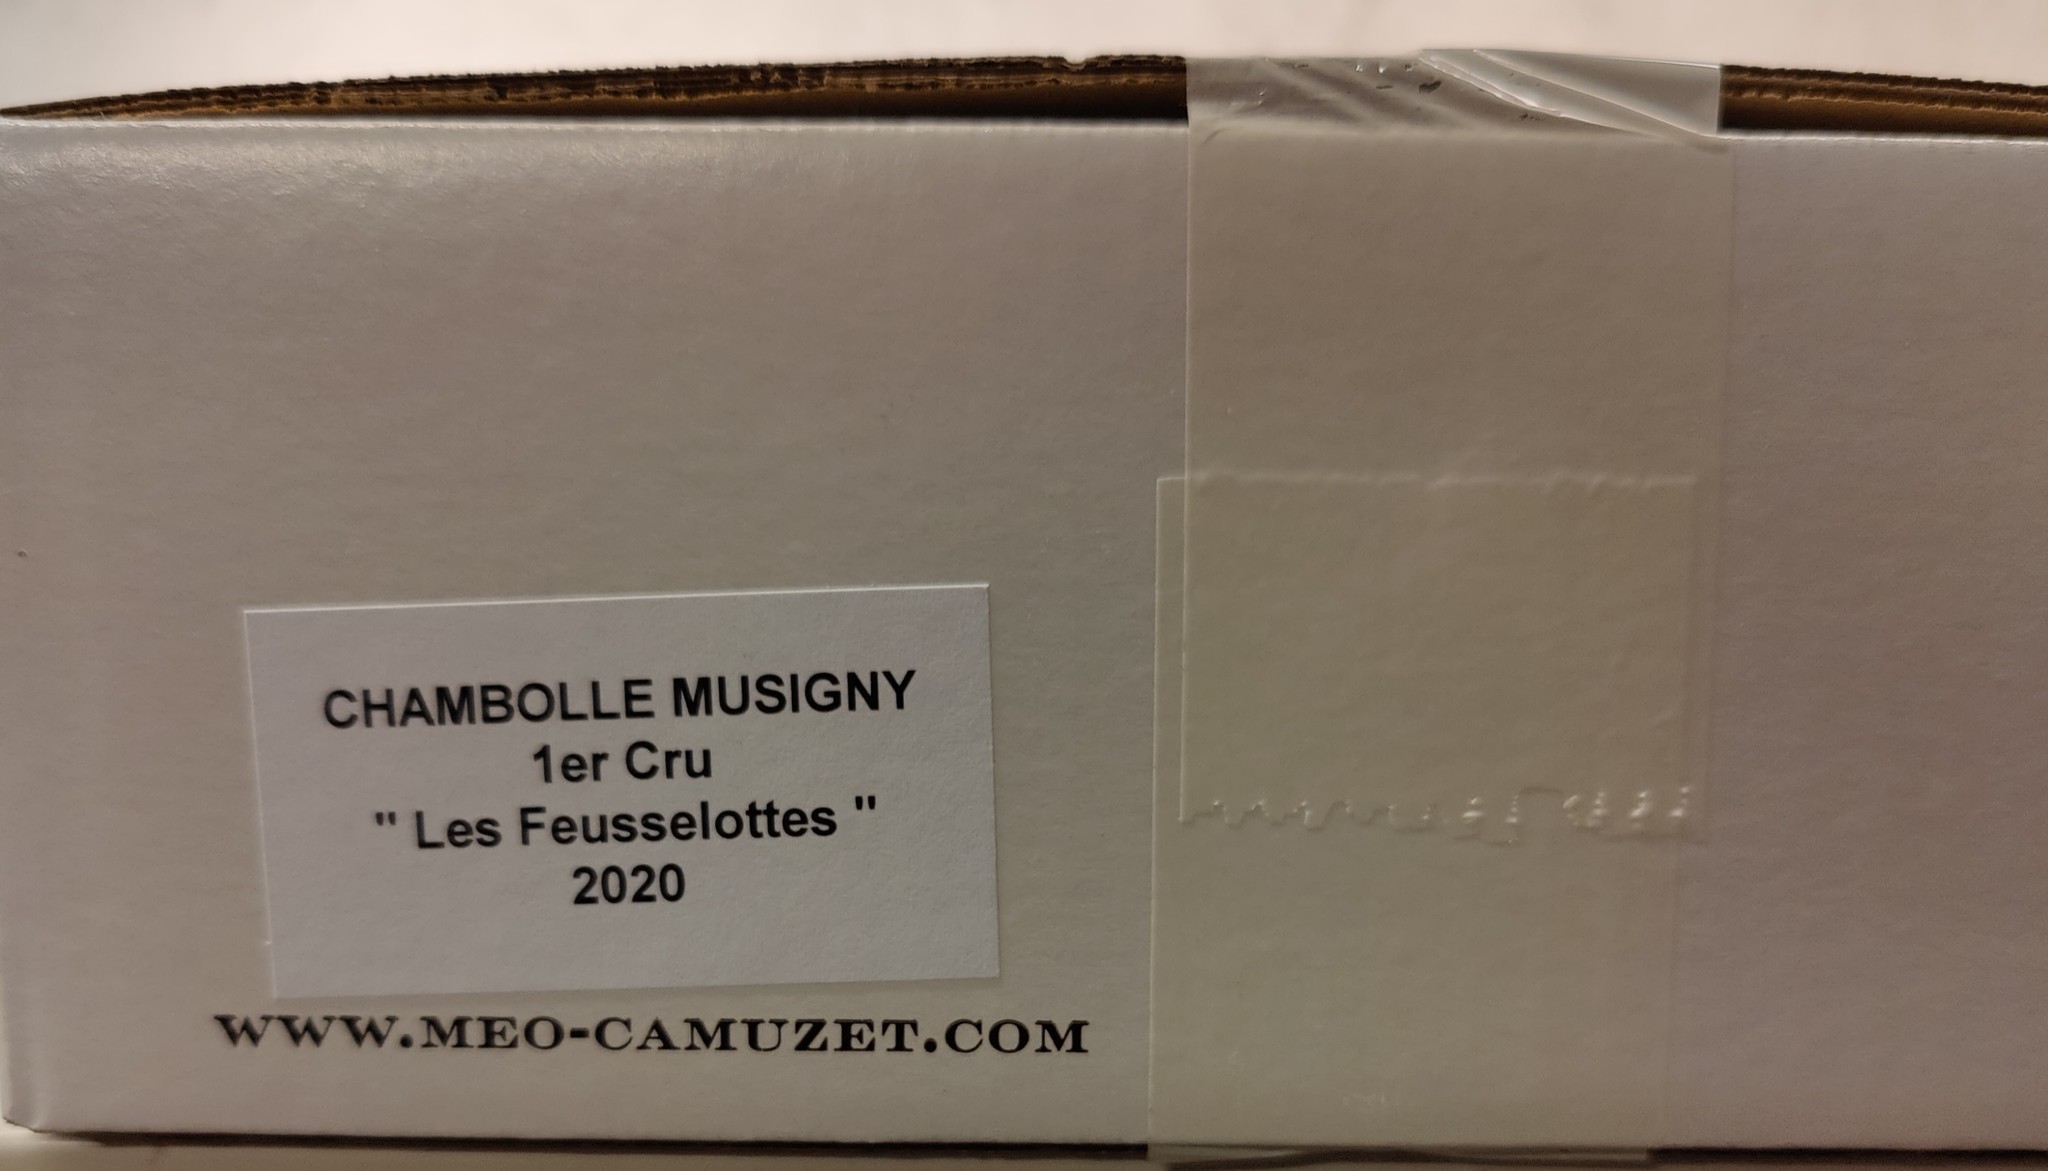 CHAMBOLLE MUSIGNY
1er Cru
" Les Feusselottes "
2020
WWW.MEO-CAMUZET.COM